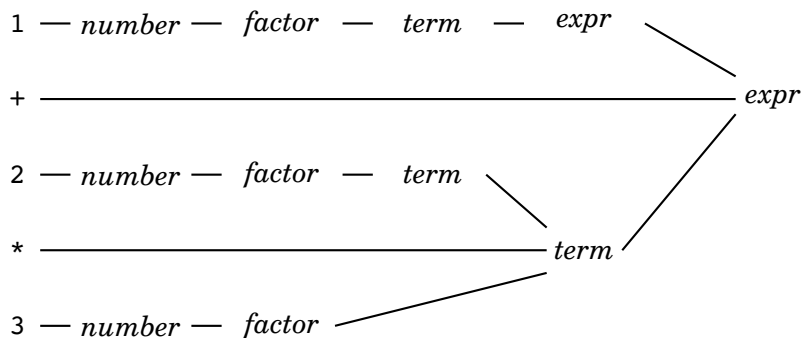 1 number factor term expr
+ expr
2 number factor term
* term
3 number factor